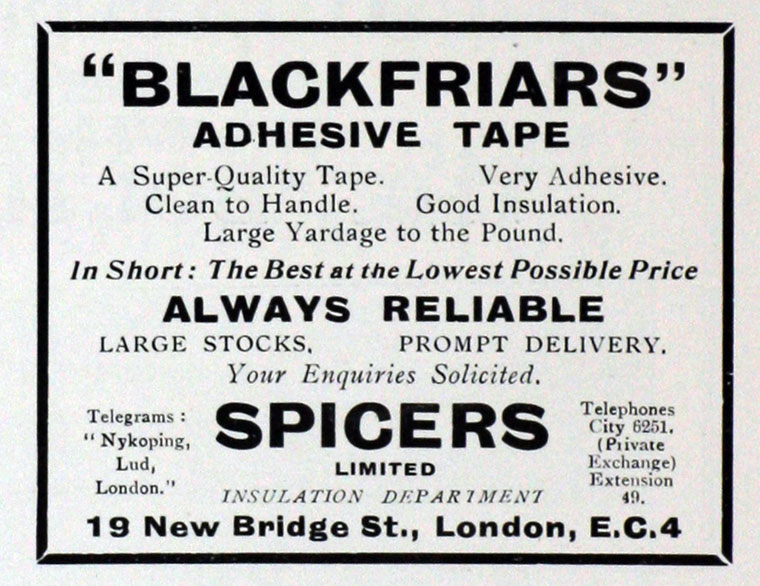 "BLACKFRIARS"
ADHESIVE TAPE
A Super-Quality Tape. Very Adhesive.
Clean to Handle. Good Insulation.
Large Yardage to the Pound.
In Short: The Best at the Lowest Possible Price
ALWAYS RELIABLE
LARGE STOCKS. PROMPT DELIVERY.
Your Enquiries Solicited.
Telegrams:
"Nykoping,
Lud,
London."
SPICERS
LIMITED
INSULATION DEPARTMENT
Telephones
City 6251.
(Private
Exchange)
Extension
49.
19 New Bridge St., London, E.C.4